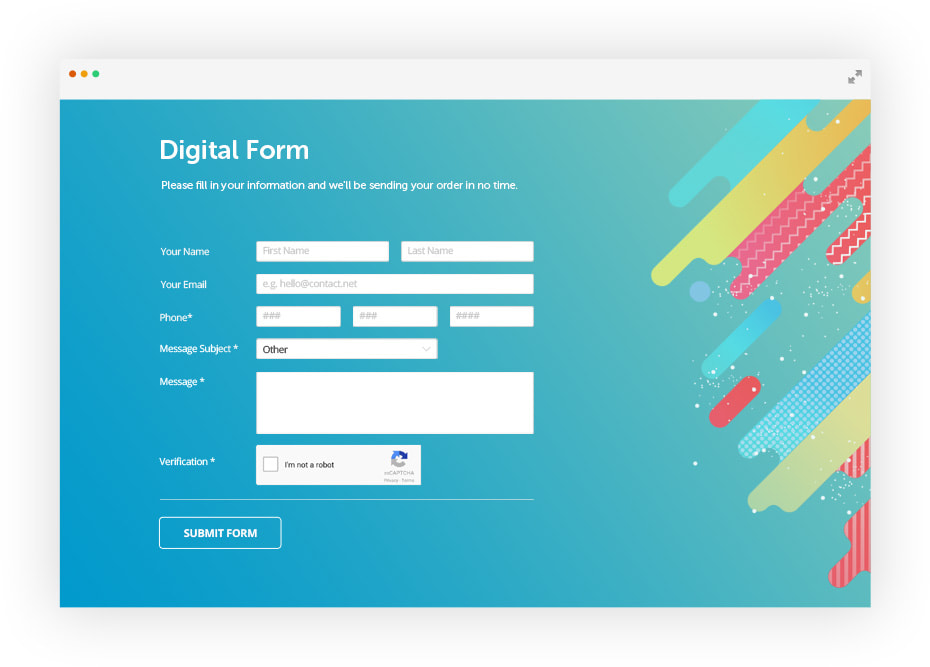 Digital Form
Please fill in your information and we'll be sending your order in no time.
Your Name First Name Last Name
Your Email e.g. hello@contact.net
Phone* ### ### ####
Message Subject * Other
Message *
Verification * I'm not a robot
reCAPTCHA
Privacy - Terms
SUBMIT FORM